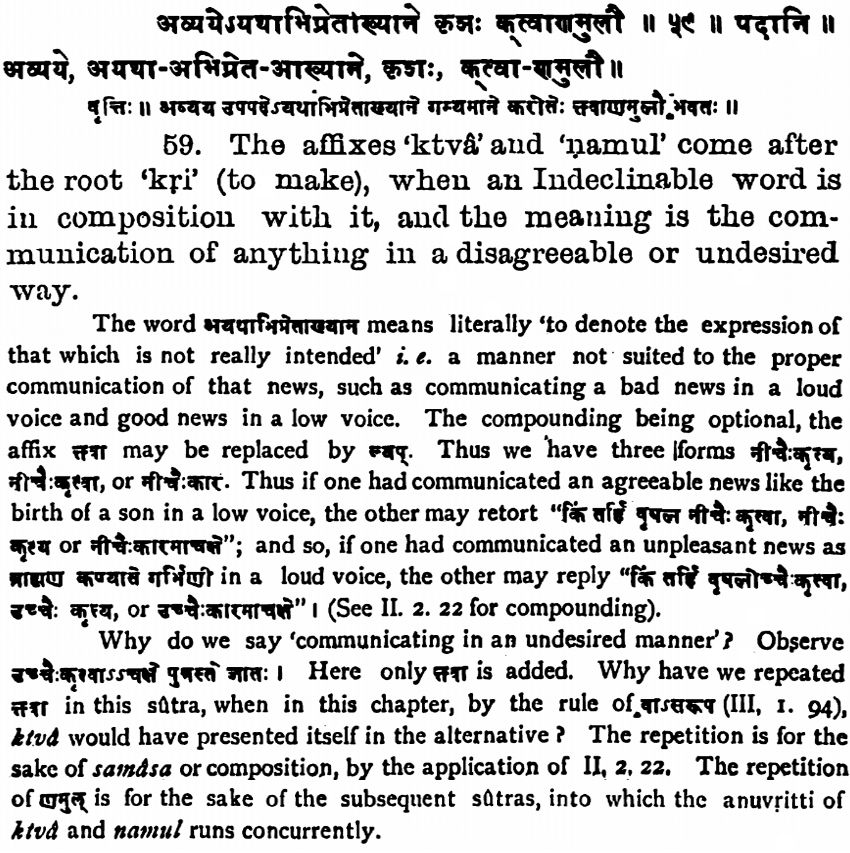 अव्ययेऽयथाभिप्रेताख्याने कृञः क्त्वाणमुलौ ॥ ५९ ॥ पदानि ॥
अव्यये, अयथा-अभिप्रेत-आख्याने, कृञः, क्त्वा-णमुलौ॥
वृत्तिः ॥ अव्यय उपपदेऽयथाभिप्रेताख्याने गम्यमाने करोतेः त्तवाणमुलौ भवतः ॥
59. The affixes ‘ktvâ’ and ‘ṇamul’ come after
the root ‘kṛi’ (to make), when an Indeclinable word is
in composition with it, and the meaning is the com-
munication of anything in a disagreeable or undesired
way.
The word अयथाभिप्रेताख्यान means literally ‘to denote the expression of
that which is not really intended’ i. e. a manner not suited to the proper
communication of that news, such as communicating a bad news in a loud
voice and good news in a low voice. The compounding being optional, the
affix त्त्वा may be replaced by ल्यप्. Thus we have three forms नीचैःकृत्य,
नीचैःकृत्वा, or नीचैःकार. Thus if one had communicated an agreeable news like the
birth of a son in a low voice, the other may retort “किं तर्हि वृषल नीचैः कृत्वा, नीचैः
कृत्य or नीचैःकारमाचक्षे”; and so, if one had communicated an unpleasant news as
ब्राह्मण कण्यासे गर्भिणी in a loud voice, the other may reply “किं तर्हि वृषलोच्चैःकृत्वा,
उच्चैः कृत्य, or उच्चैःकारमाचक्षे”। (See II. 2. 22 for compounding).
Why do we say ‘communicating in an undesired manner’? Observe
उच्चैःकृत्वाऽऽचक्षे पुत्रस्ते जातः। Here only त्त्वा is added. Why have we repeated
त्त्वा in this sûtra, when in this chapter, by the rule of वाऽसरूप (III, 1. 94),
ktvâ would have presented itself in the alternative? The repetition is for the
sake of samâsa or composition, by the application of II, 2, 22. The repetition
of णमुल् is for the sake of the subsequent sûtras, into which the anuvṛitti of
ktvâ and namul runs concurrently.